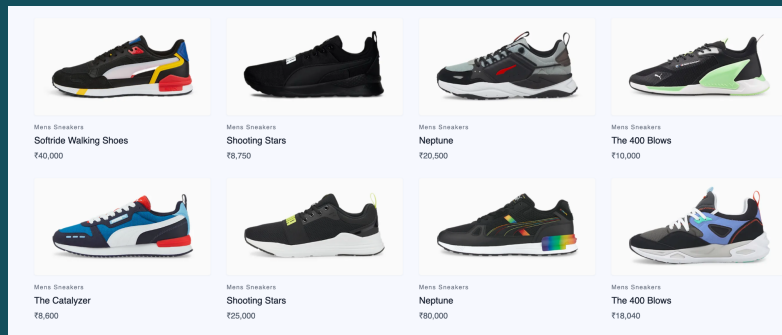 Mens Sneakers
Softride Walking Shoes
₹40,000
Mens Sneakers
Shooting Stars
₹8,750
Mens Sneakers
Neptune
₹20,500
Mens Sneakers
The 400 Blows
₹10,000
Mens Sneakers
The Catalyzer
₹8,600
Mens Sneakers
Shooting Stars
₹25,000
Mens Sneakers
Neptune
₹80,000
Mens Sneakers
The 400 Blows
₹18,040